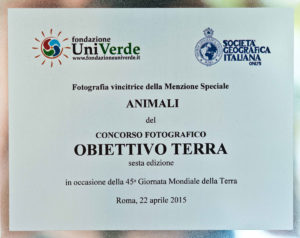 fondazione
UniVerde
www.fondazioneuniverde.it
SOCIETÀ
GEOGRAFICA
ITALIANA
ONLUS
Fotografia vincitrice della Menzione Speciale
ANIMALI
del
CONCORSO FOTOGRAFICO
OBIETTIVO TERRA
sesta edizione
in occasione della 45ª Giornata Mondiale della Terra
Roma, 22 aprile 2015